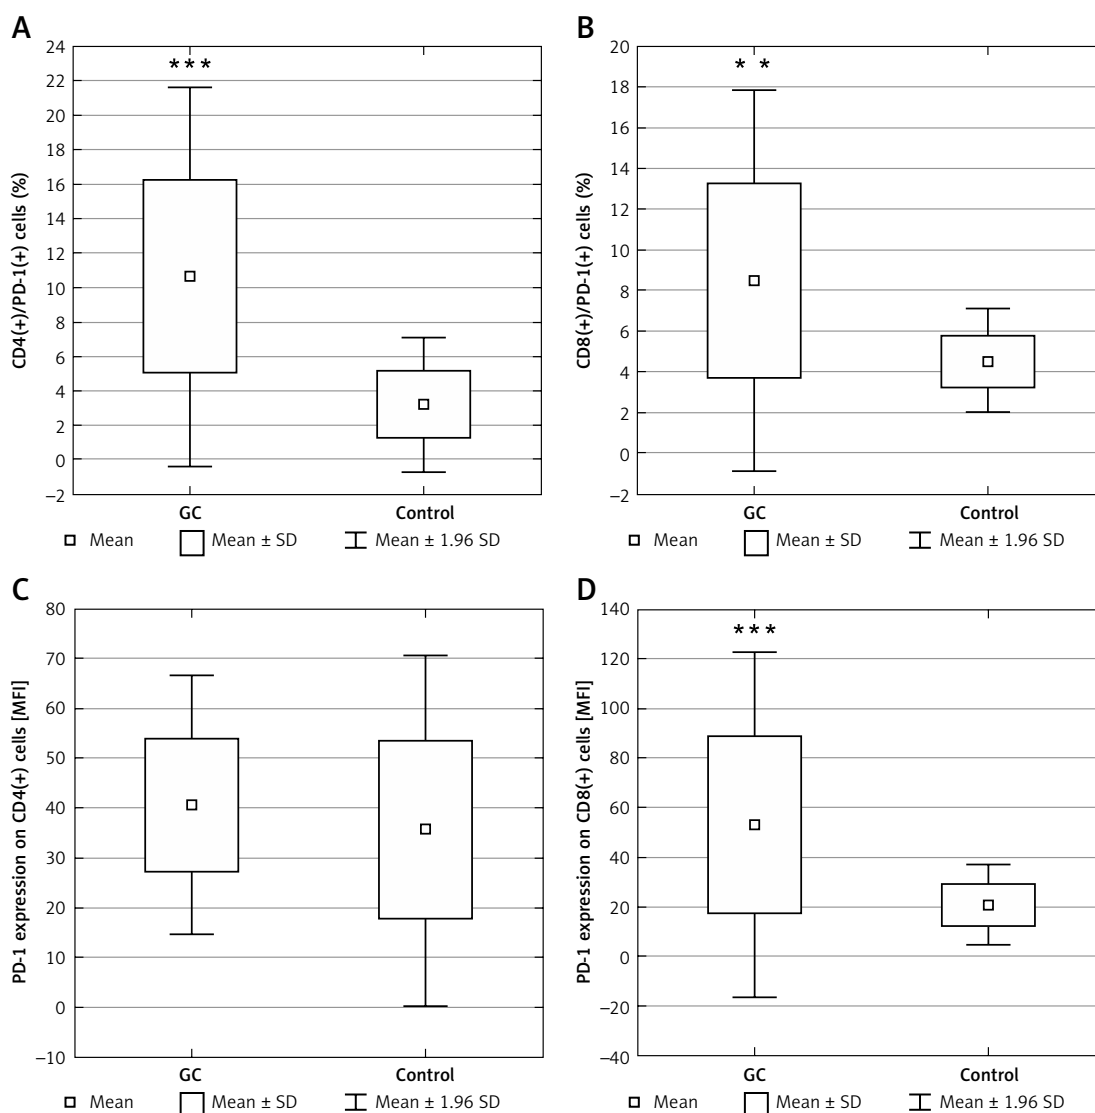 A
CD4(+)/PD-1(+) cells (%)
24
22
20
18
16
14
12
10
8
6
4
2
0
−2
***
GC
Control
Mean
Mean ± SD
Mean ± 1.96 SD
B
CD8(+)/PD-1(+) cells (%)
20
18
16
14
12
10
8
6
4
2
0
−2
* *
GC
Control
Mean
Mean ± SD
Mean ± 1.96 SD
C
PD-1 expression on CD4(+) cells [MFI]
80
70
60
50
40
30
20
10
0
−10
GC
Control
Mean
Mean ± SD
Mean ± 1.96 SD
D
PD-1 expression on CD8(+) cells [MFI]
140
120
100
80
60
40
20
0
−20
−40
***
GC
Control
Mean
Mean ± SD
Mean ± 1.96 SD